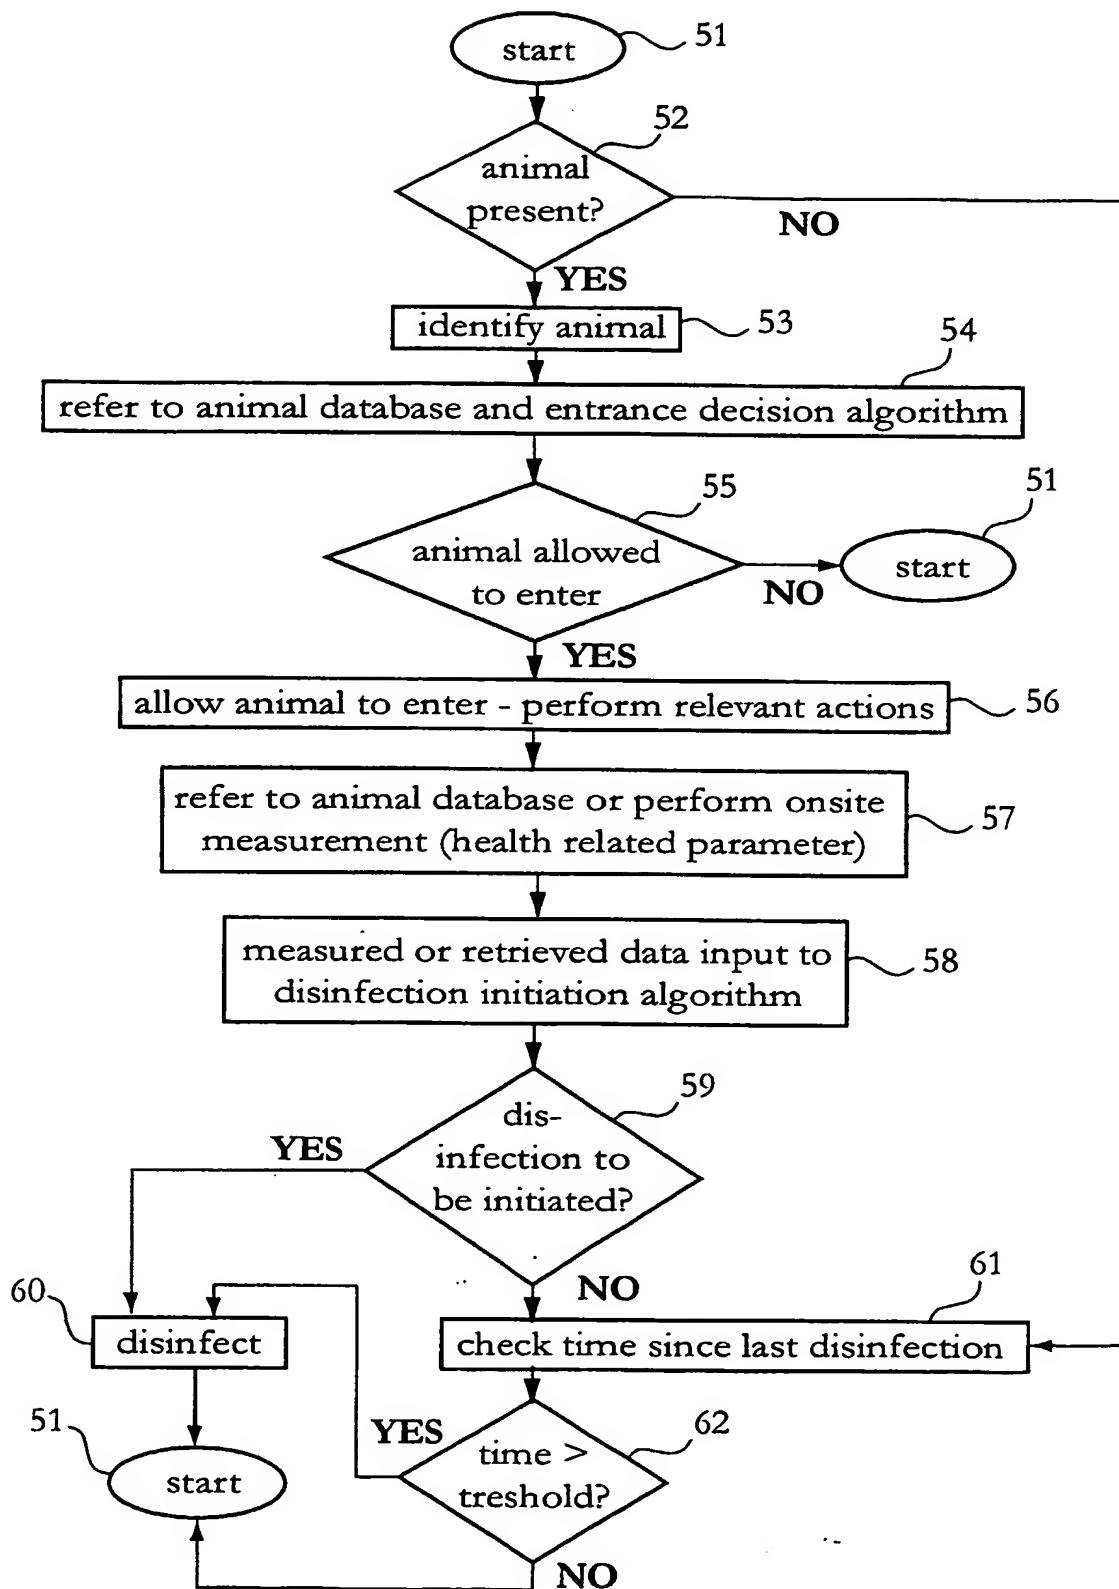 start
51
52
animal
present?
NO
YES
identify animal
53
54
refer to animal database and entrance decision algorithm
55
51
animal allowed
to enter
NO
start
YES
allow animal to enter - perform relevant actions
56
refer to animal database or perform onsite
measurement (health related parameter)
57
measured or retrieved data input to
disinfection initiation algorithm
58
59
dis-
infection to
be initiated?
YES
NO
60
61
disinfect
check time since last disinfection
51
YES
62
time >
treshold?
start
NO